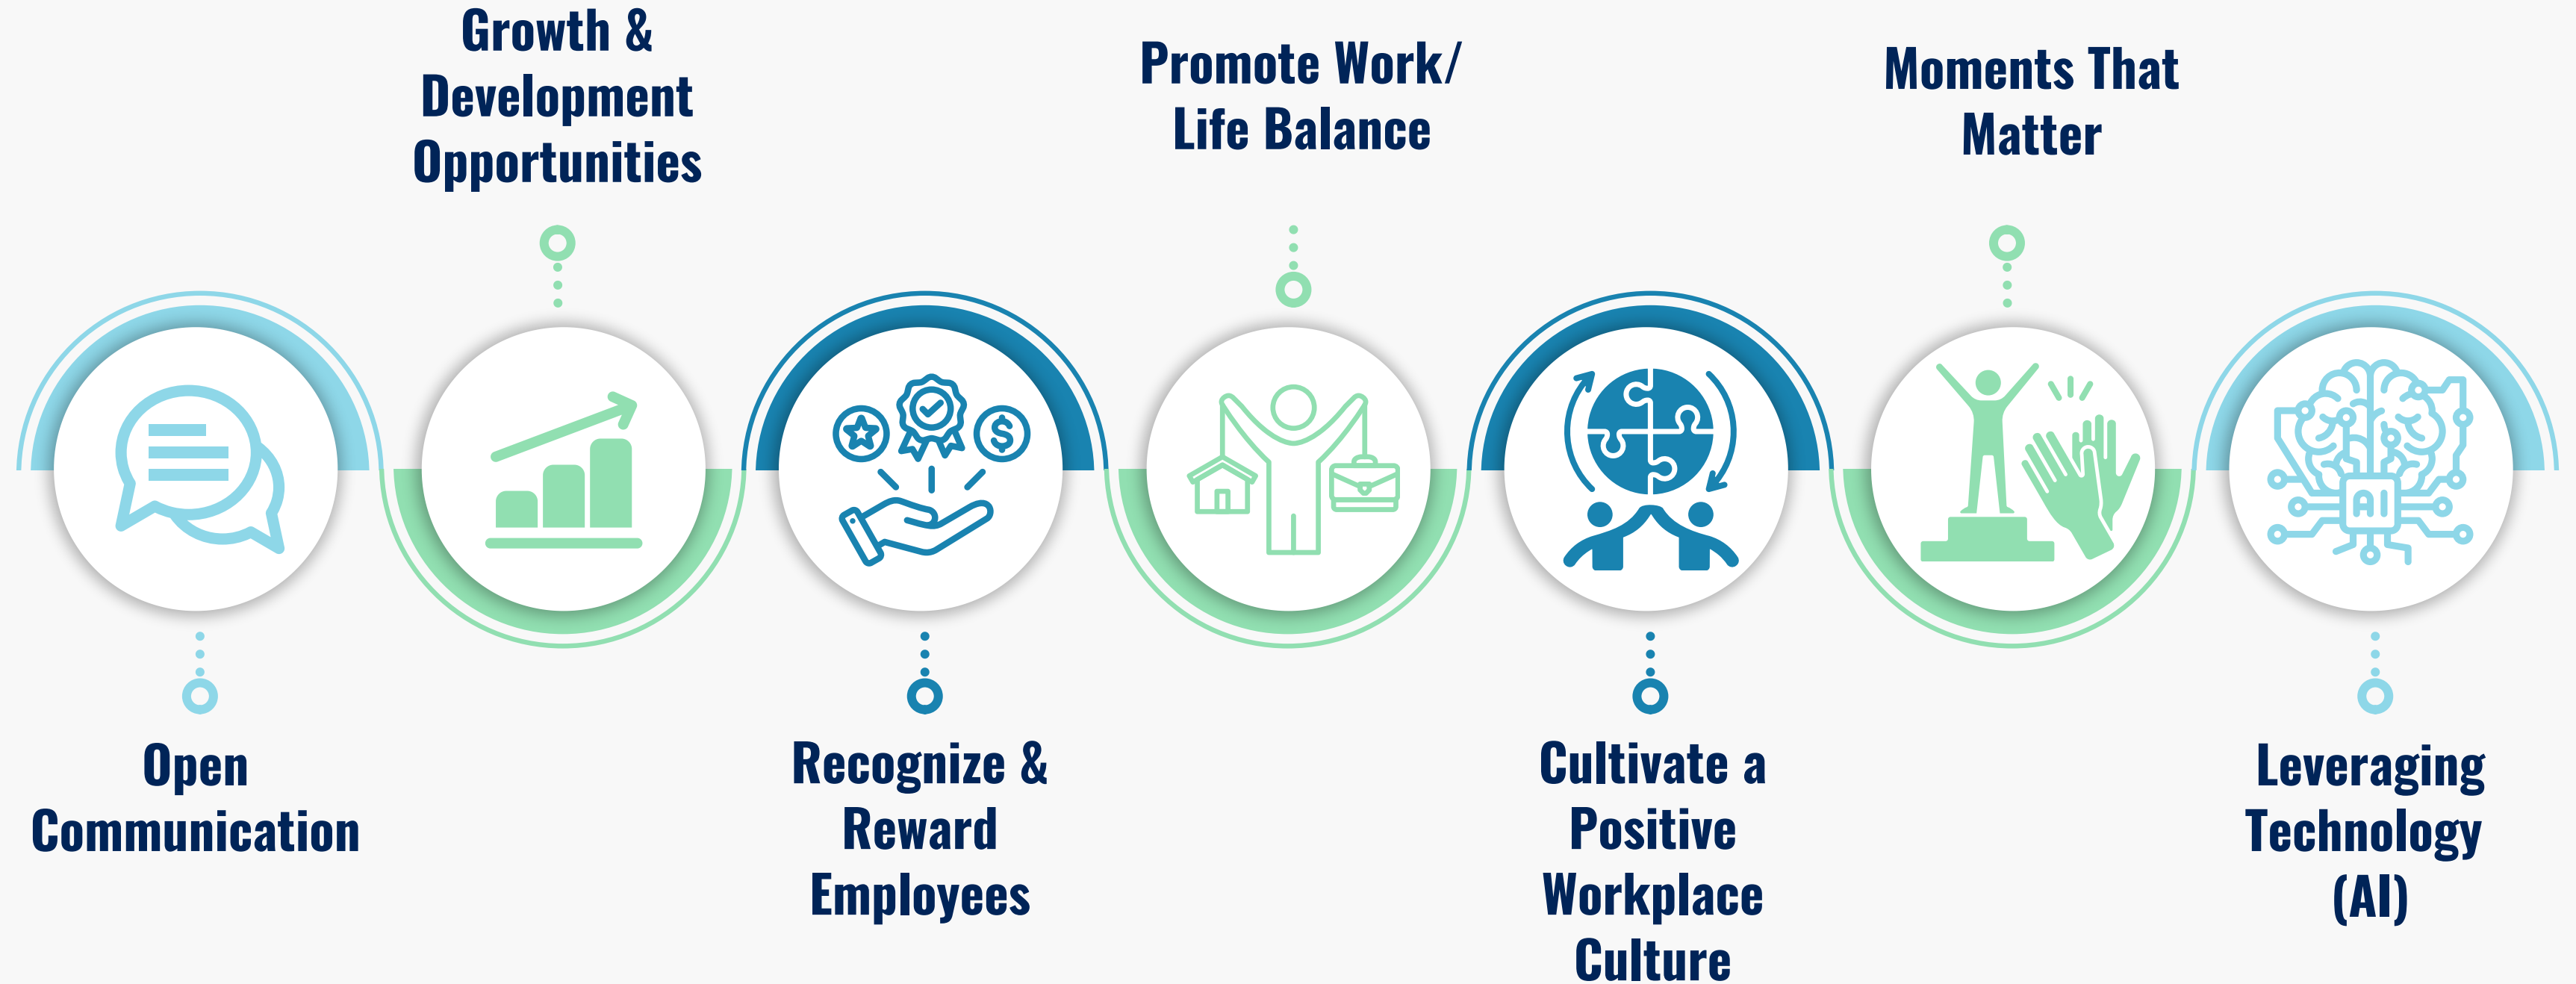 Growth &
Development
Opportunities
Promote Work/
Life Balance
Moments That
Matter
$
AI
Open
Communication
Recognize &
Reward
Employees
Cultivate a
Positive
Workplace
Culture
Leveraging
Technology
(AI)